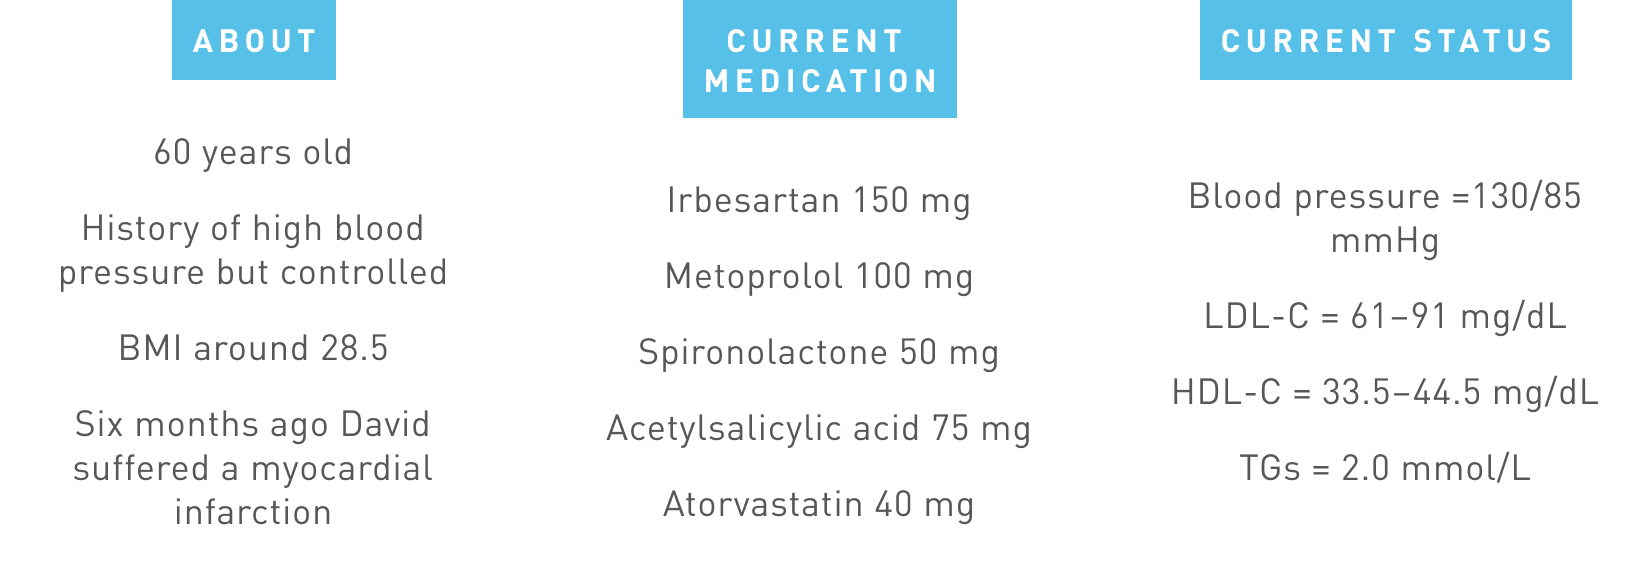 ABOUT
60 years old
History of high blood
pressure but controlled
BMI around 28.5
Six months ago David
suffered a myocardial
infarction
CURRENT
MEDICATION
Irbesartan 150 mg
Metoprolol 100 mg
Spironolactone 50 mg
Acetylsalicylic acid 75 mg
Atorvastatin 40 mg
CURRENT STATUS
Blood pressure =130/85
mmHg
LDL-C = 61–91 mg/dL
HDL-C = 33.5–44.5 mg/dL
TGs = 2.0 mmol/L